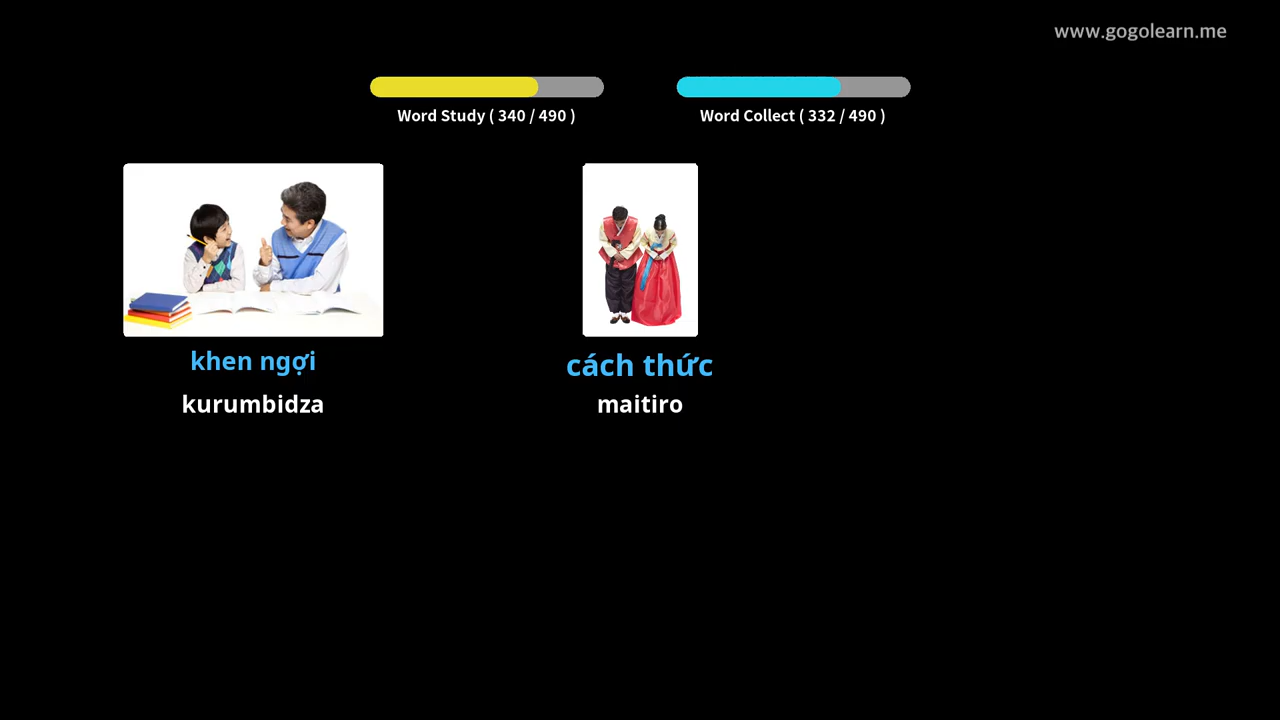 www.gogolearn.me
Word Study ( 340 / 490 )
Word Collect ( 332 / 490 )
khen ngợi
kurumbidza
cách thức
maitiro